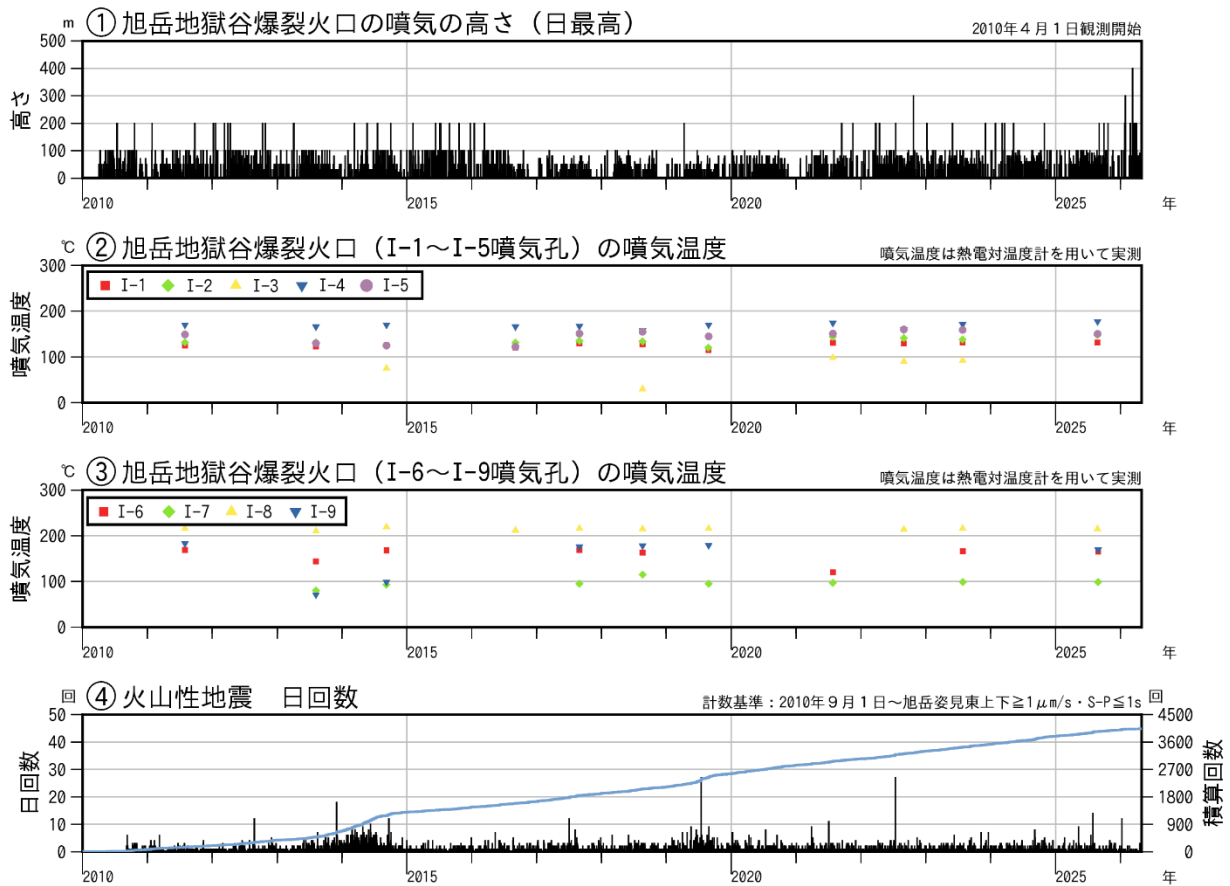 m ①旭岳地獄谷爆裂火口の噴気の高さ（日最高） 2010年４月１日観測開始
500
400
300
200
100
0
高さ
2010 2015 2020 2025 年
℃ ②旭岳地獄谷爆裂火口（I-1～I-5噴気孔）の噴気温度 噴気温度は熱電対温度計を用いて実測
300
200
100
0
噴気温度
I-1 I-2 I-3 I-4 I-5
2010 2015 2020 2025 年
℃ ③旭岳地獄谷爆裂火口（I-6～I-9噴気孔）の噴気温度 噴気温度は熱電対温度計を用いて実測
300
200
100
0
噴気温度
I-6 I-7 I-8 I-9
2010 2015 2020 2025 年
回 ④火山性地震　日回数 計数基準：2010年９月１日～旭岳姿見東上下≧1μm/s・S-P≦1s 回
50 4500
40 3600
30 2700
20 1800
10 900
0 0
日回数
積算回数
2010 2015 2020 2025 年